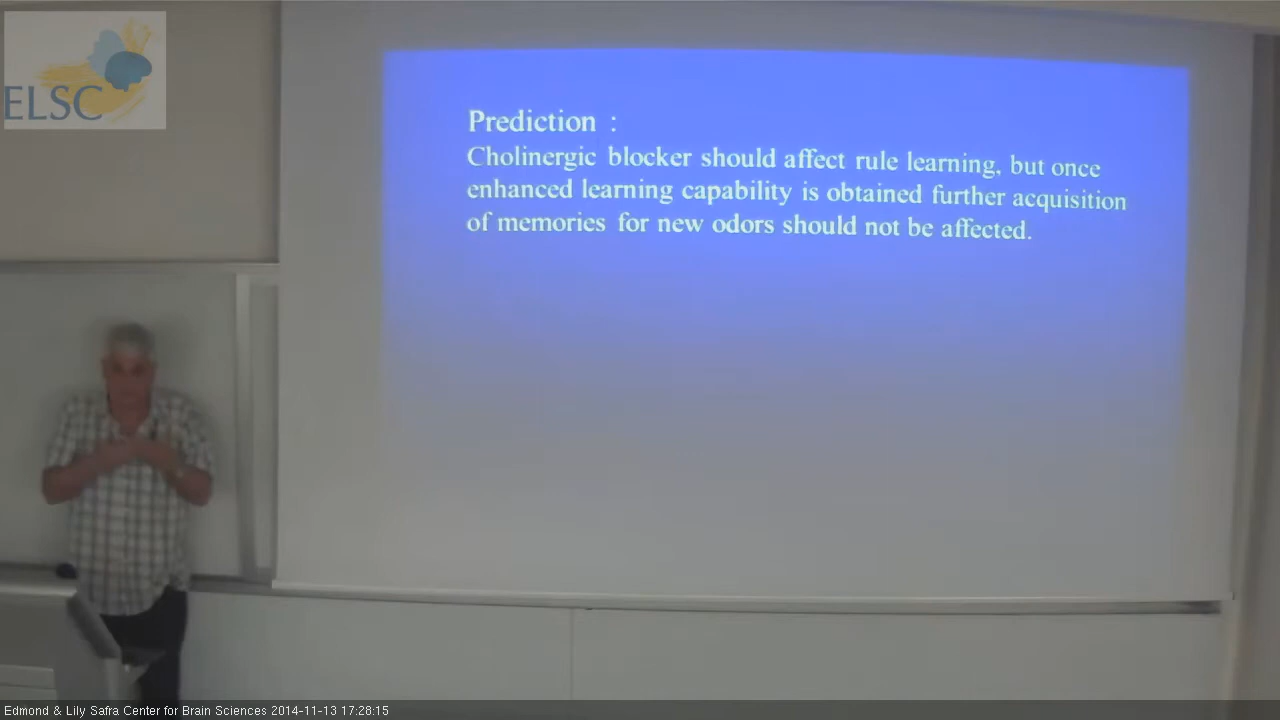 ELSC
Prediction :
Cholinergic blocker should affect rule learning, but once
enhanced learning capability is obtained further acquisition
of memories for new odors should not be affected.
Edmond & Lily Safra Center for Brain Sciences 2014-11-13 17:28:15